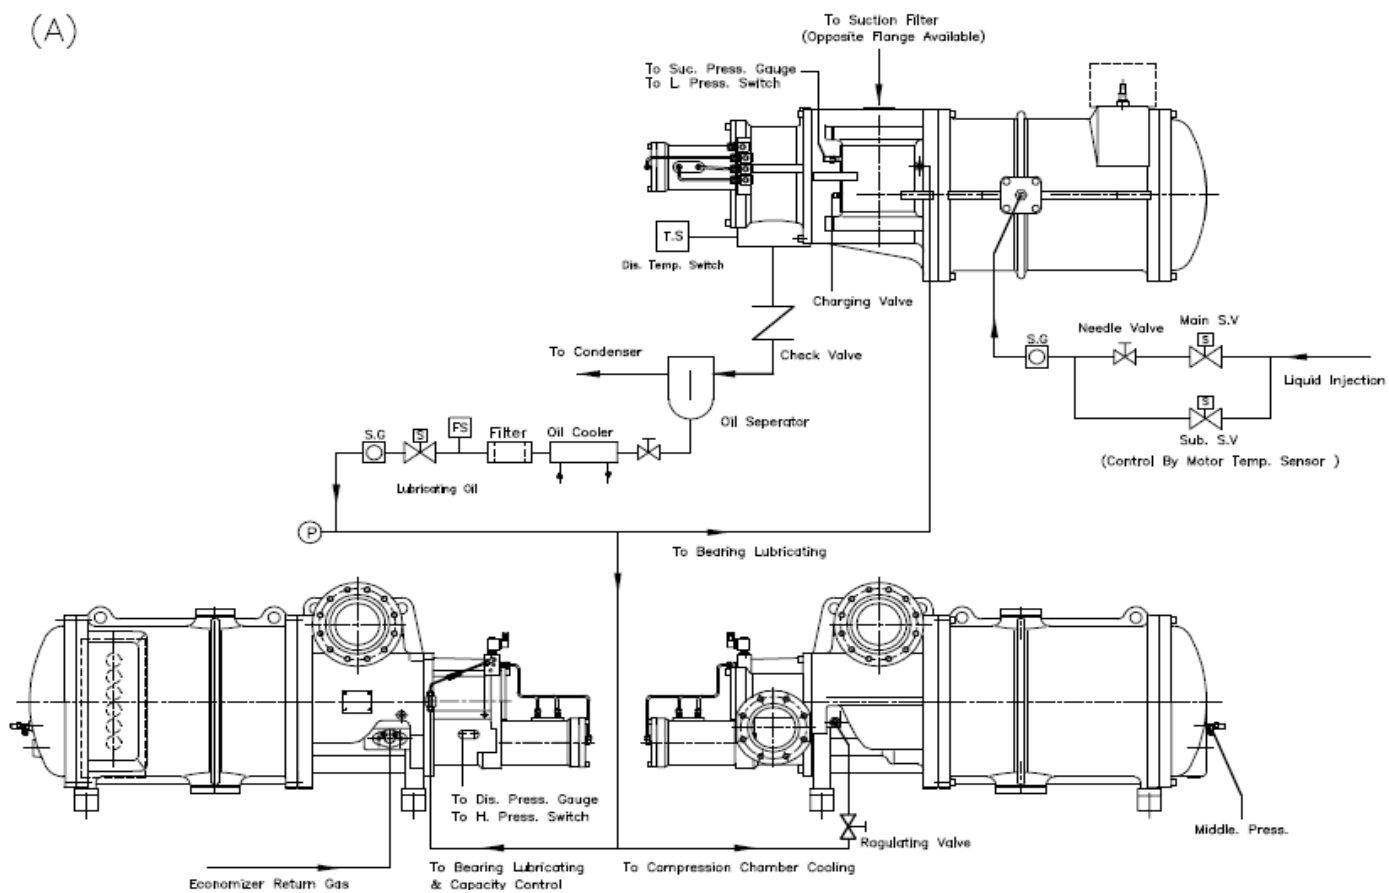 (A)
To Suction Filter
(Opposite Flange Available)
To Suc. Press. Gauge
To L. Press. Switch
T.S
Dis. Temp. Switch
Charging Valve
Check Valve
To Condenser
Oil Seperator
S.G
Needle Valve
Main S.V
S
Liquid Injection
S
Sub. S.V
(Control By Motor Temp. Sensor )
S.G
S
FS
Filter
Oil Cooler
Lubricating Oil
P
To Bearing Lubricating
To Dis. Press. Gauge
To H. Press. Switch
Economizer Return Gas
To Bearing Lubricating
& Capacity Control
To Compression Chamber Cooling
Ragulating Valve
Middle. Press.